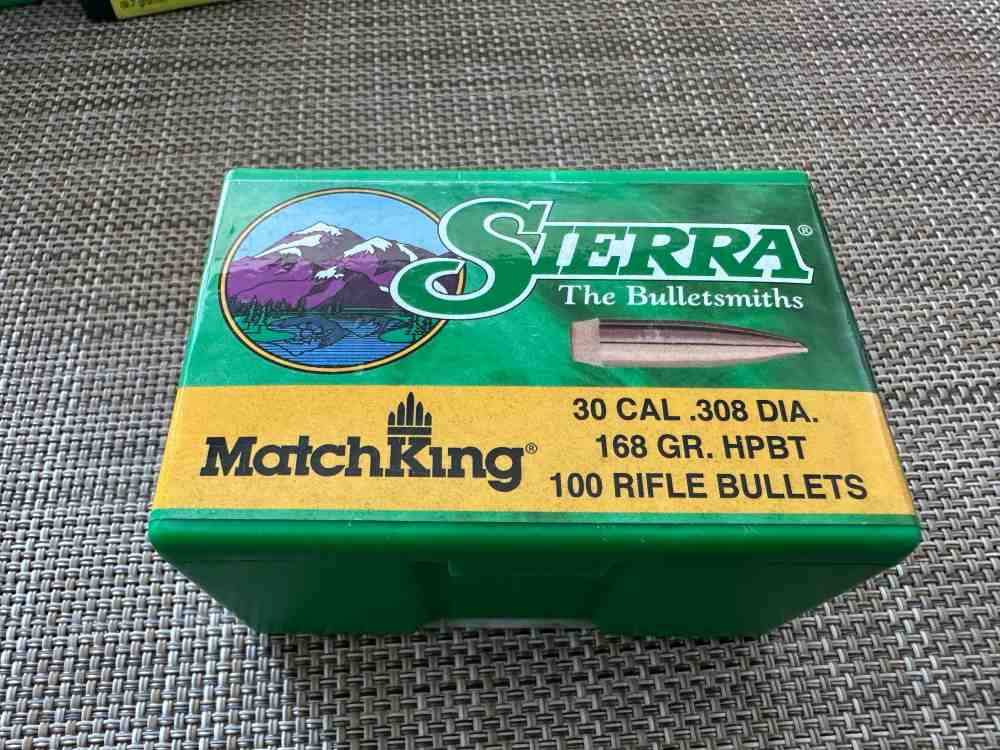 SIERRA®
The Bulletsmiths
MatchKing®
30 CAL .308 DIA.
168 GR. HPBT
100 RIFLE BULLETS